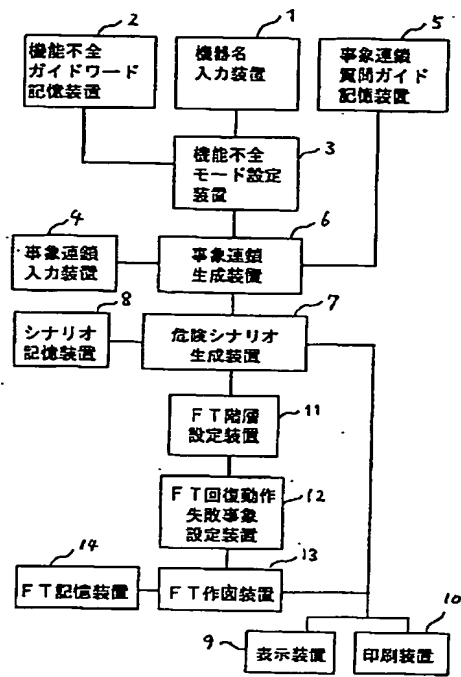 2
1
5
機能不全
ガイドワード
記憶装置
機器名
入力装置
事象連鎖
質問ガイド
記憶装置
3
機能不全
モード設定
装置
4
6
事象連鎖
入力装置
事象連鎖
生成装置
8
7
シナリオ
記憶装置
危険シナリオ
生成装置
11
FT階層
設定装置
12
FT回復動作
失敗事象
設定装置
14
13
FT記憶装置
FT作図装置
9
10
表示装置
印刷装置